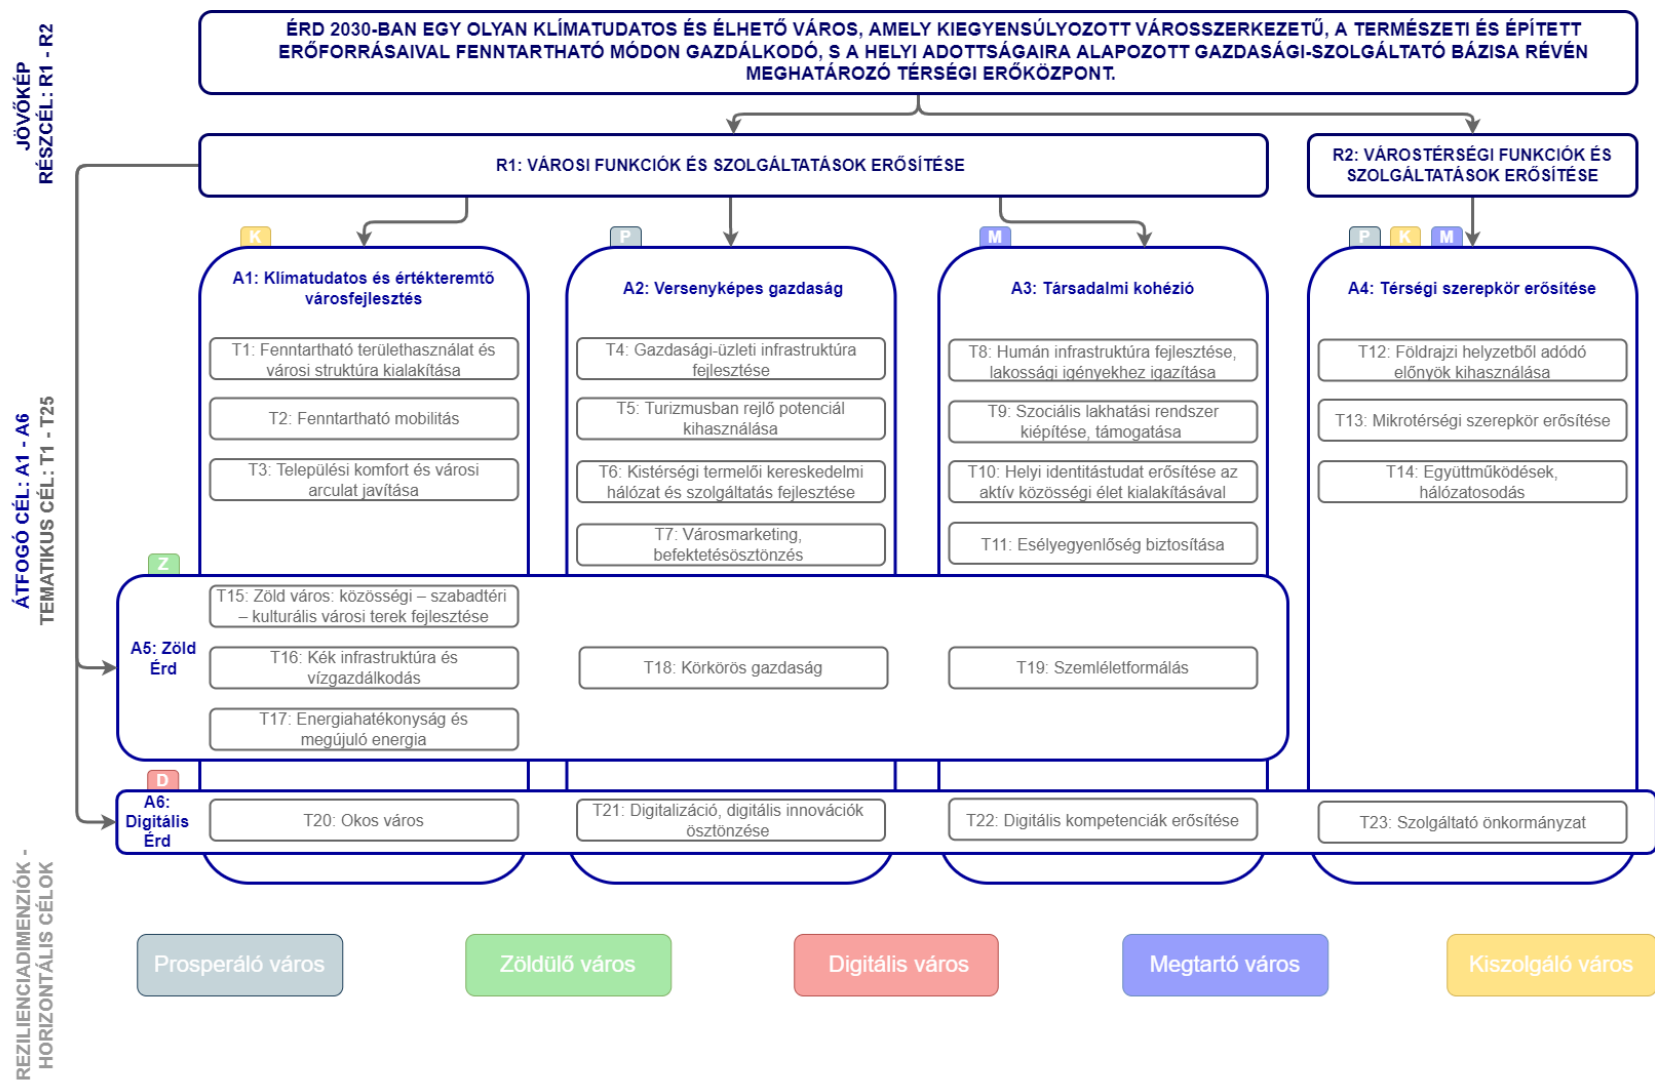 JÖVŐKÉP
RÉSZCÉL: R1 - R2
ÉRD 2030-BAN EGY OLYAN KLÍMATUDATOS ÉS ÉLHETŐ VÁROS, AMELY KIEGYENSÚLYOZOTT VÁROSSZERKEZETŰ, A TERMÉSZETI ÉS ÉPÍTETT
ERŐFORRÁSAIVAL FENNTARTHATÓ MÓDON GAZDÁLKODÓ, S A HELYI ADOTTSÁGAIRA ALAPOZOTT GAZDASÁGI-SZOLGÁLTATÓ BÁZISA RÉVÉN
MEGHATÁROZÓ TÉRSÉGI ERŐKÖZPONT.
R1: VÁROSI FUNKCIÓK ÉS SZOLGÁLTATÁSOK ERŐSÍTÉSE
R2: VÁROSTÉRSÉGI FUNKCIÓK ÉS
SZOLGÁLTATÁSOK ERŐSÍTÉSE
ÁTFOGÓ CÉL: A1 - A6
TEMATIKUS CÉL: T1 - T25
K
A1: Klímatudatos és értékteremtő
városfejlesztés
T1: Fenntartható területhasználat és
városi struktúra kialakítása
T2: Fenntartható mobilitás
T3: Települési komfort és városi
arculat javítása
P
A2: Versenyképes gazdaság
T4: Gazdasági-üzleti infrastruktúra
fejlesztése
T5: Turizmusban rejlő potenciál
kihasználása
T6: Kistérségi termelői kereskedelmi
hálózat és szolgáltatás fejlesztése
T7: Városmarketing,
befektetésösztönzés
M
A3: Társadalmi kohézió
T8: Humán infrastruktúra fejlesztése,
lakossági igényekhez igazítása
T9: Szociális lakhatási rendszer
kiépítése, támogatása
T10: Helyi identitástudat erősítése az
aktív közösségi élet kialakításával
T11: Esélyegyenlőség biztosítása
P K M
A4: Térségi szerepkör erősítése
T12: Földrajzi helyzetből adódó
előnyök kihasználása
T13: Mikrotérségi szerepkör erősítése
T14: Együttműködések,
hálózatosodás
Z
A5: Zöld
Érd
T15: Zöld város: közösségi – szabadtéri
– kulturális városi terek fejlesztése
T16: Kék infrastruktúra és
vízgazdálkodás
T17: Energiahatékonyság és
megújuló energia
T18: Körkörös gazdaság
T19: Szemléletformálás
D
A6:
Digitális
Érd
T20: Okos város
T21: Digitalizáció, digitális innovációk
ösztönzése
T22: Digitális kompetenciák erősítése
T23: Szolgáltató önkormányzat
REZILIENCIADIMENZIÓK -
HORIZONTÁLIS CÉLOK
Prosperáló város
Zöldülő város
Digitális város
Megtartó város
Kiszolgáló város